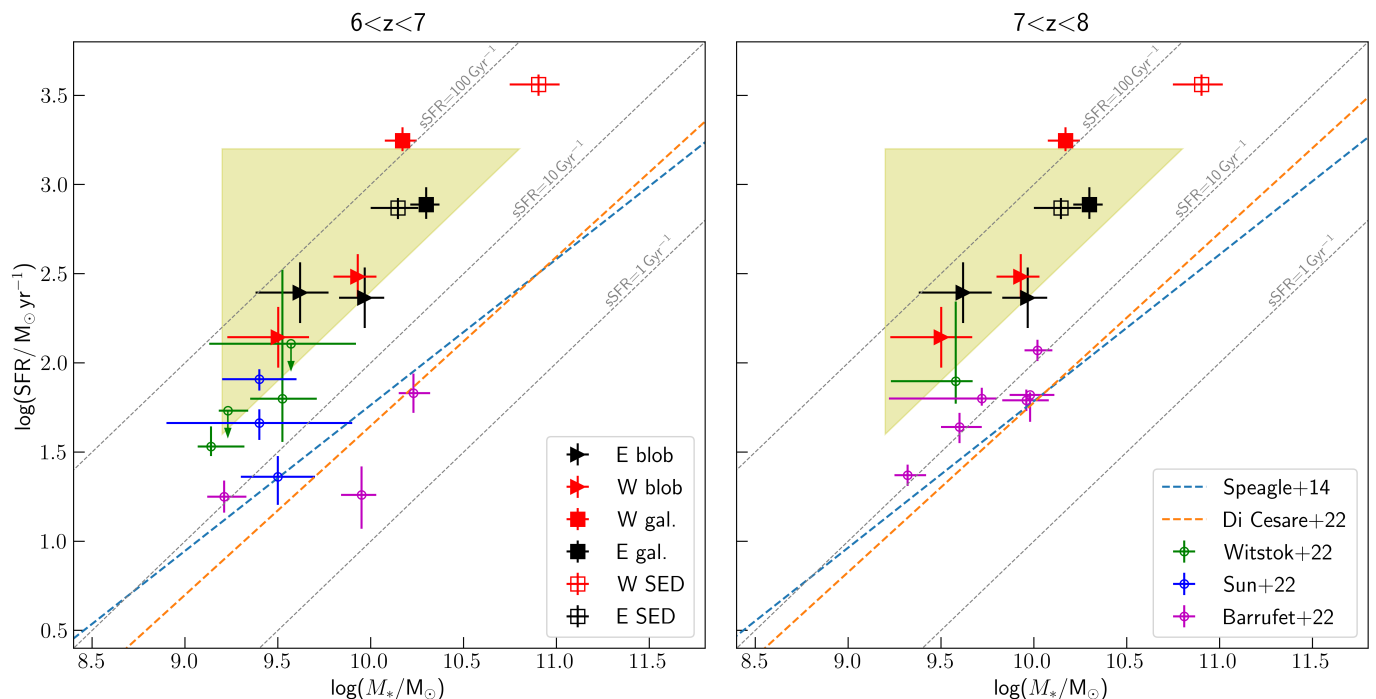 6<z<7
7<z<8
log(SFR / M⊙ yr⁻¹)
3.5
3.0
2.5
2.0
1.5
1.0
0.5
sSFR=100 Gyr⁻¹
sSFR=10 Gyr⁻¹
sSFR=1 Gyr⁻¹
E blob
W blob
W gal.
E gal.
W SED
E SED
8.5 9.0 9.5 10.0 10.5 11.0 11.5
log(M*/M⊙)
sSFR=100 Gyr⁻¹
sSFR=10 Gyr⁻¹
sSFR=1 Gyr⁻¹
Speagle+14
Di Cesare+22
Witstok+22
Sun+22
Barrufet+22
8.5 9.0 9.5 10.0 10.5 11.0 11.5
log(M*/M⊙)